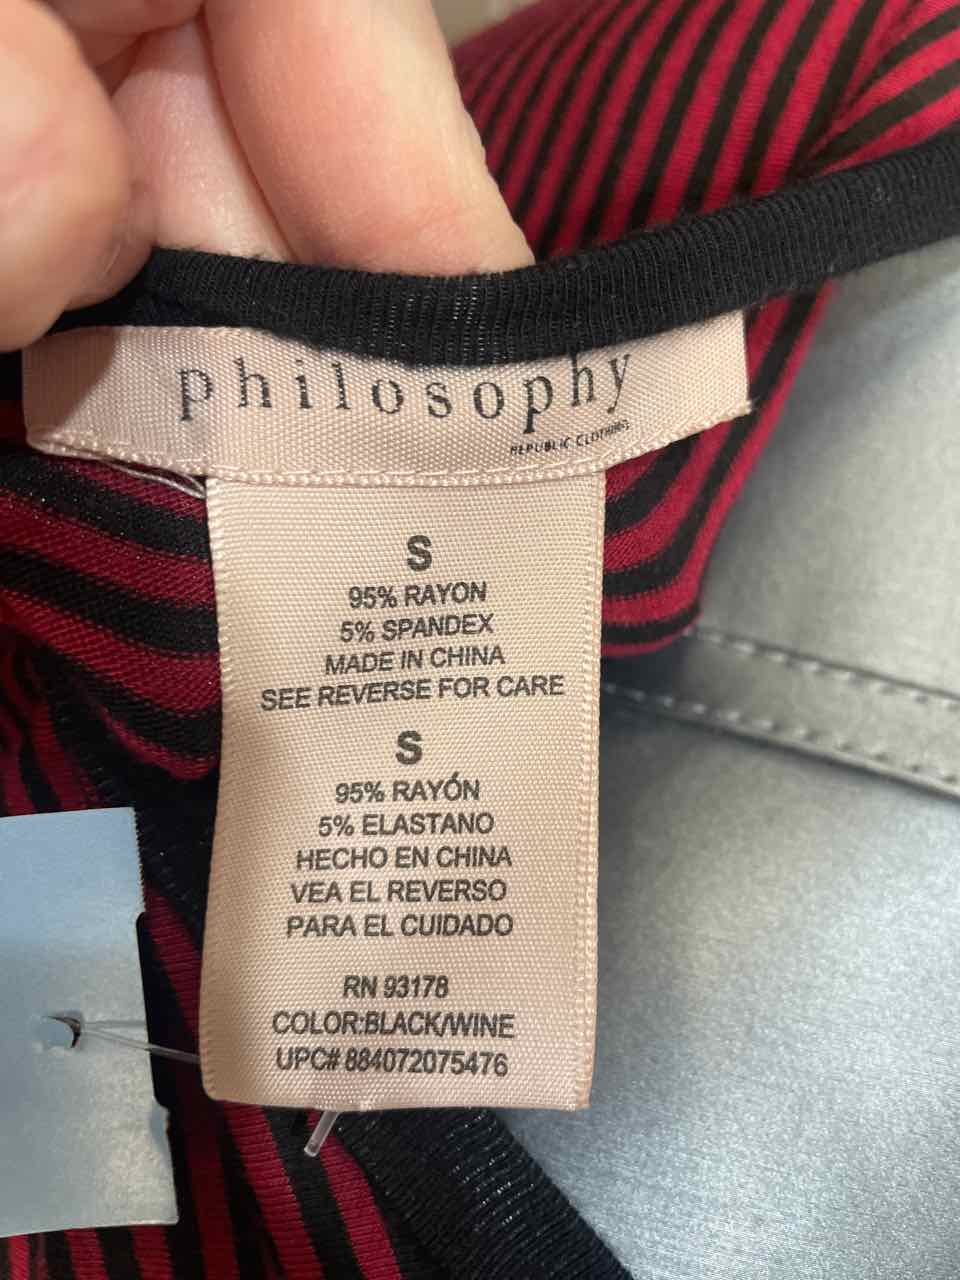 philosophy
REPUBLIC CLOTHING
S
95% RAYON
5% SPANDEX
MADE IN CHINA
SEE REVERSE FOR CARE
S
95% RAYÓN
5% ELASTANO
HECHO EN CHINA
VEA EL REVERSO
PARA EL CUIDADO
RN 93178
COLOR:BLACK/WINE
UPC# 884072075476